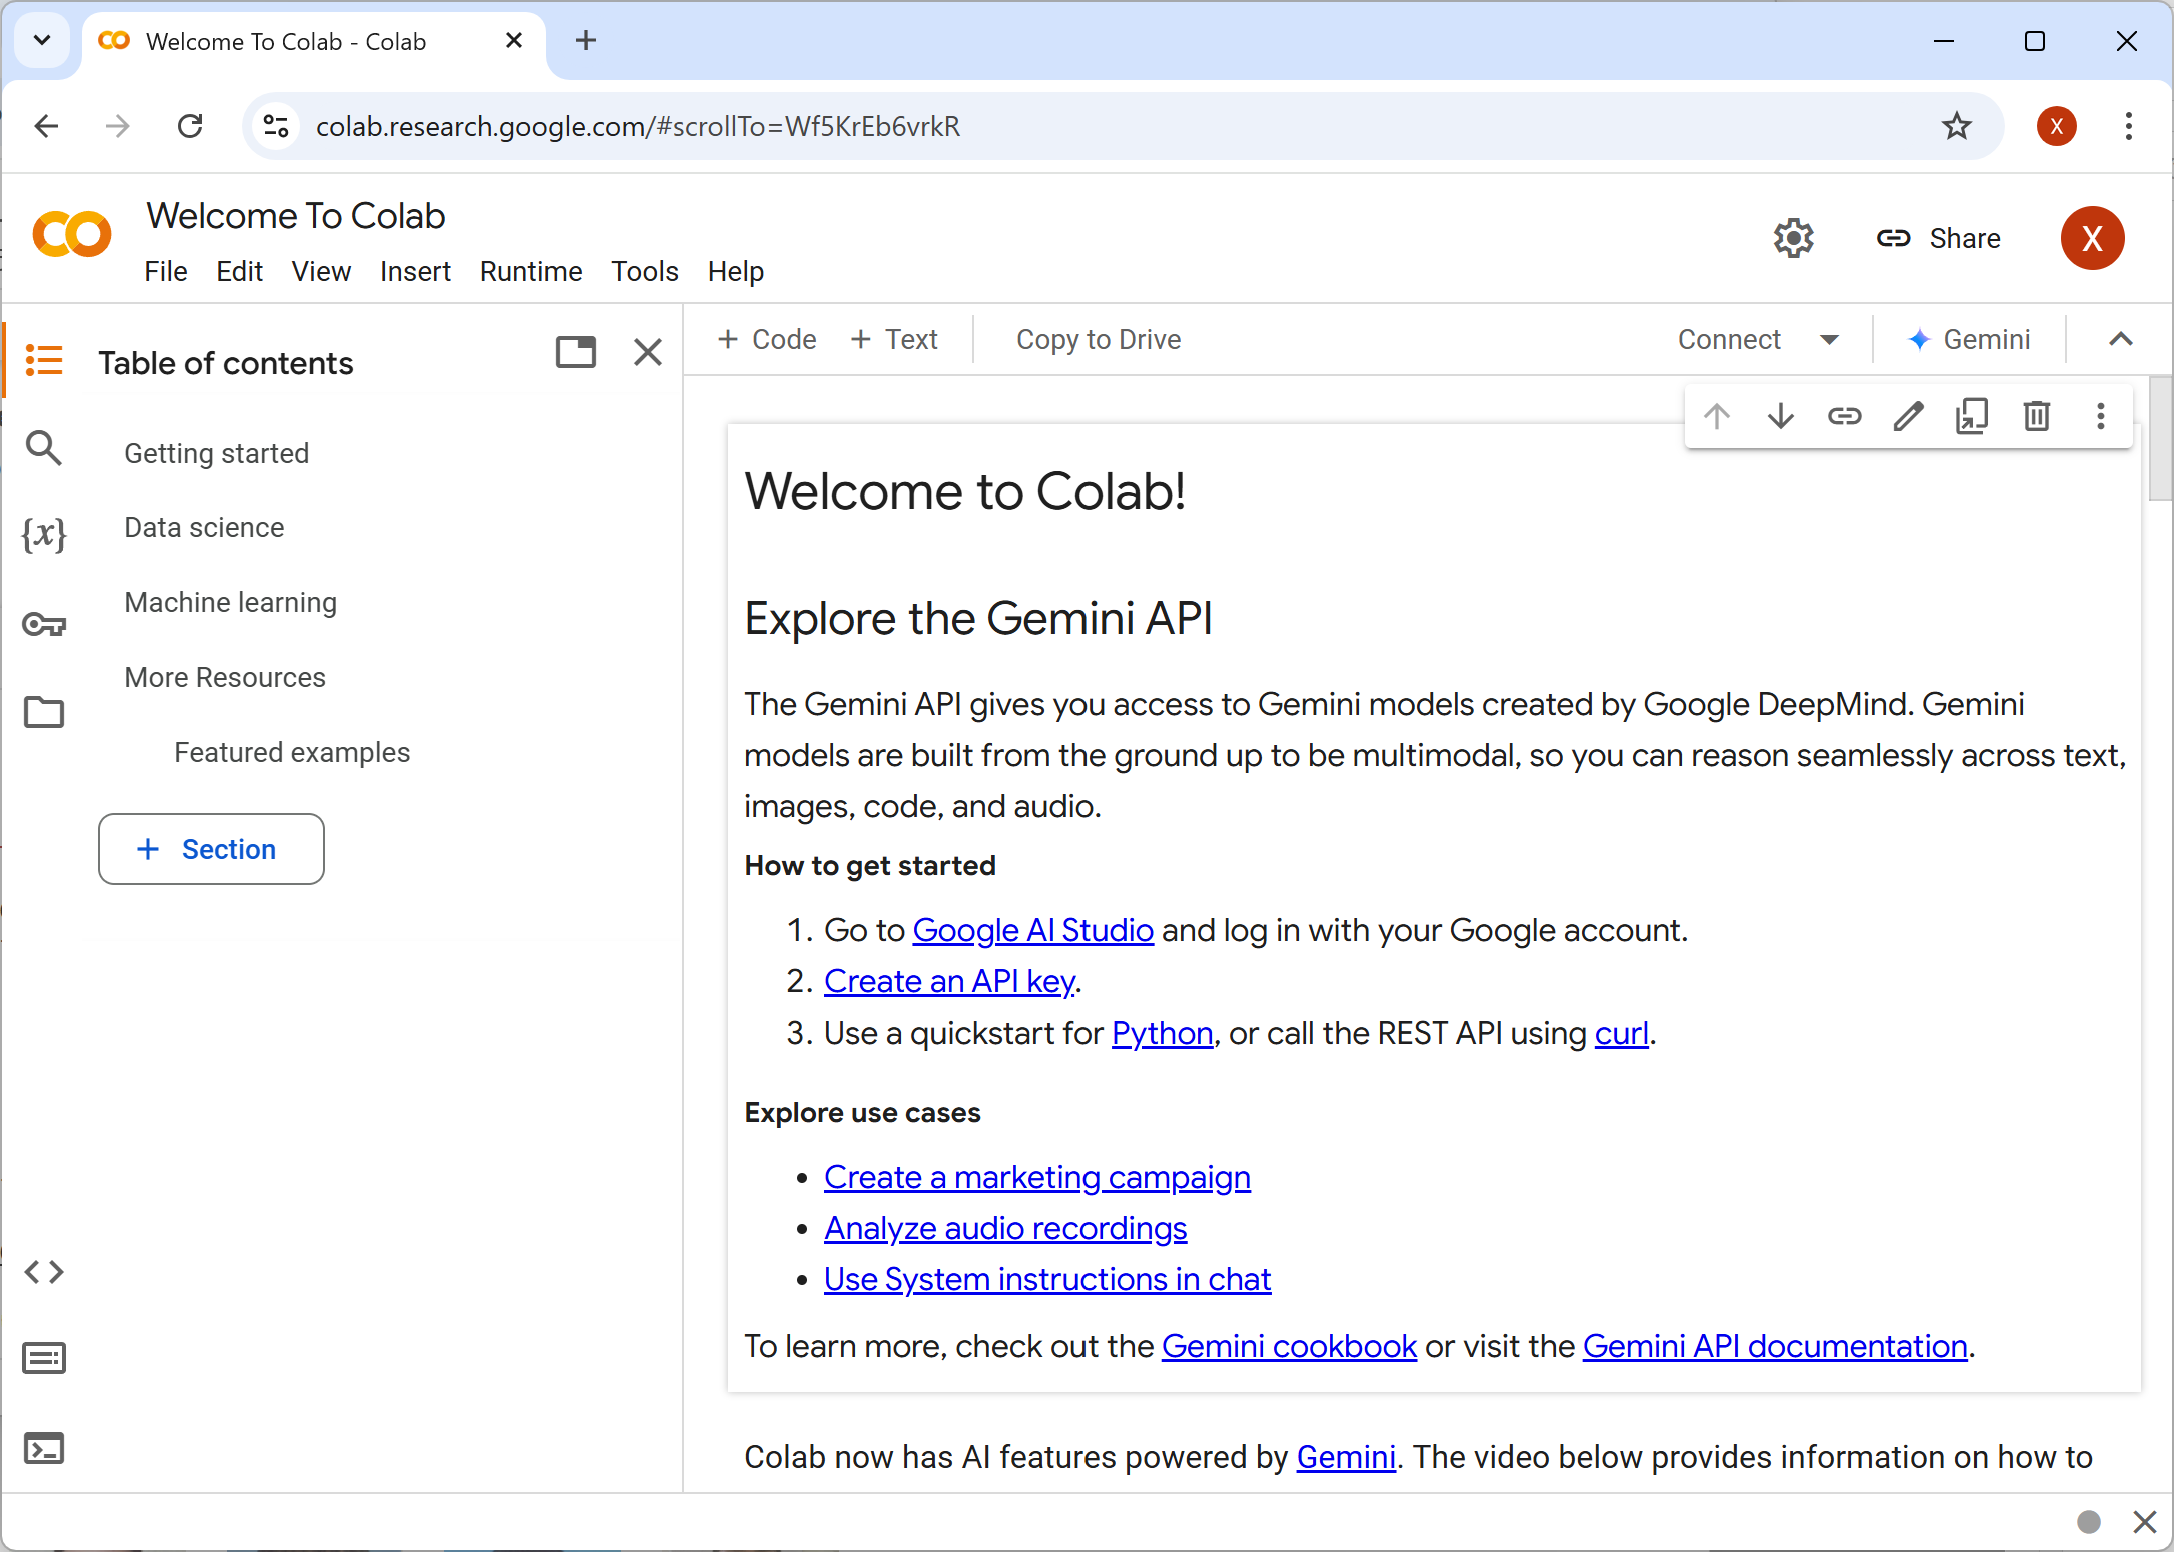 Welcome To Colab - Colab
colab.research.google.com/#scrollTo=Wf5KrEb6vrkR
X
Welcome To Colab
File Edit View Insert Runtime Tools Help
Share
X
Table of contents
Getting started
Data science
{x}
Machine learning
More Resources
Featured examples
+ Section
+ Code + Text Copy to Drive Connect Gemini
Welcome to Colab!
Explore the Gemini API
The Gemini API gives you access to Gemini models created by Google DeepMind. Gemini
models are built from the ground up to be multimodal, so you can reason seamlessly across text,
images, code, and audio.
How to get started
1. Go to Google AI Studio and log in with your Google account.
2. Create an API key.
3. Use a quickstart for Python, or call the REST API using curl.
Explore use cases
• Create a marketing campaign
• Analyze audio recordings
• Use System instructions in chat
To learn more, check out the Gemini cookbook or visit the Gemini API documentation.
Colab now has AI features powered by Gemini. The video below provides information on how to